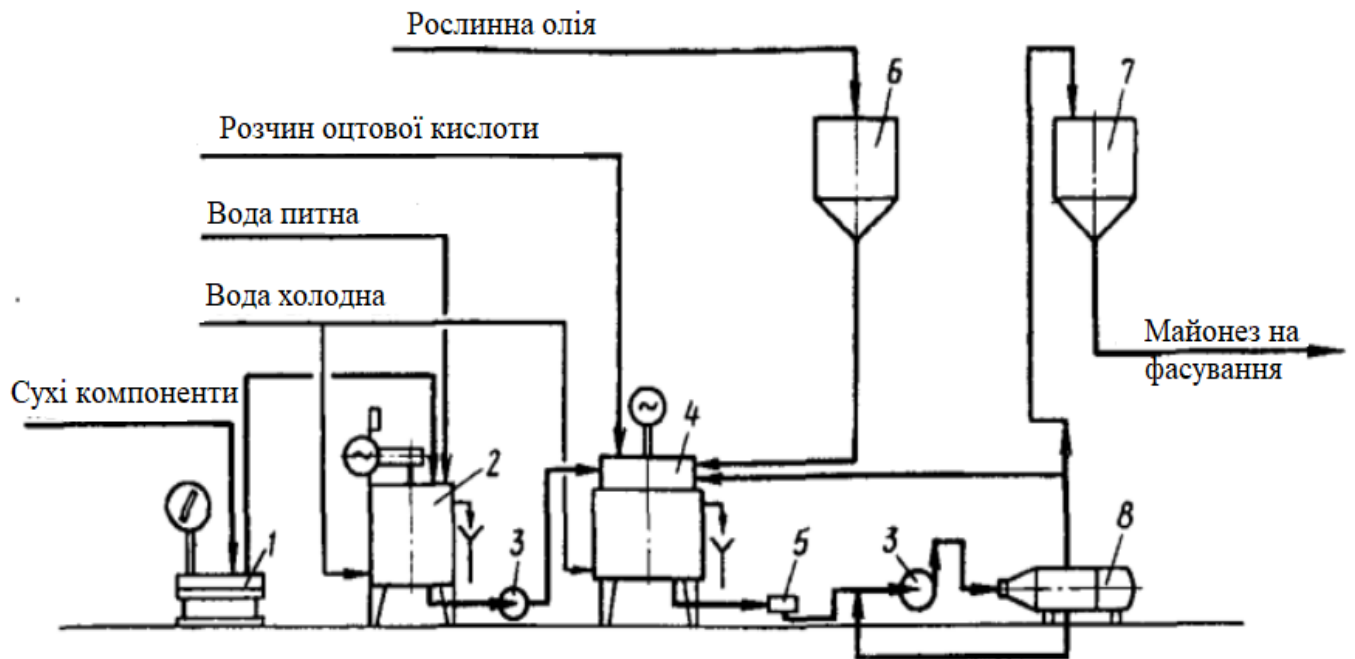 Рослинна олія
6
7
Розчин оцтової кислоти
Вода питна
Вода холодна
Майонез на
фасування
Сухі компоненти
4
2
1
3
5
3
8